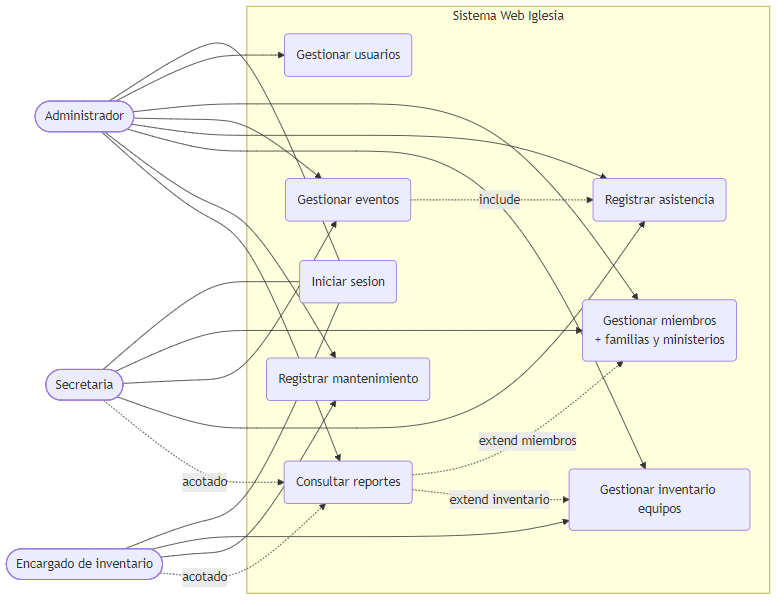 Sistema Web Iglesia
Gestionar usuarios
Administrador
Gestionar eventos
include
Registrar asistencia
Iniciar sesion
Gestionar miembros
+ familias y ministerios
Registrar mantenimiento
Secretaria
extend miembros
acotado
Consultar reportes
extend inventario
Gestionar inventario
equipos
Encargado de inventario
acotado